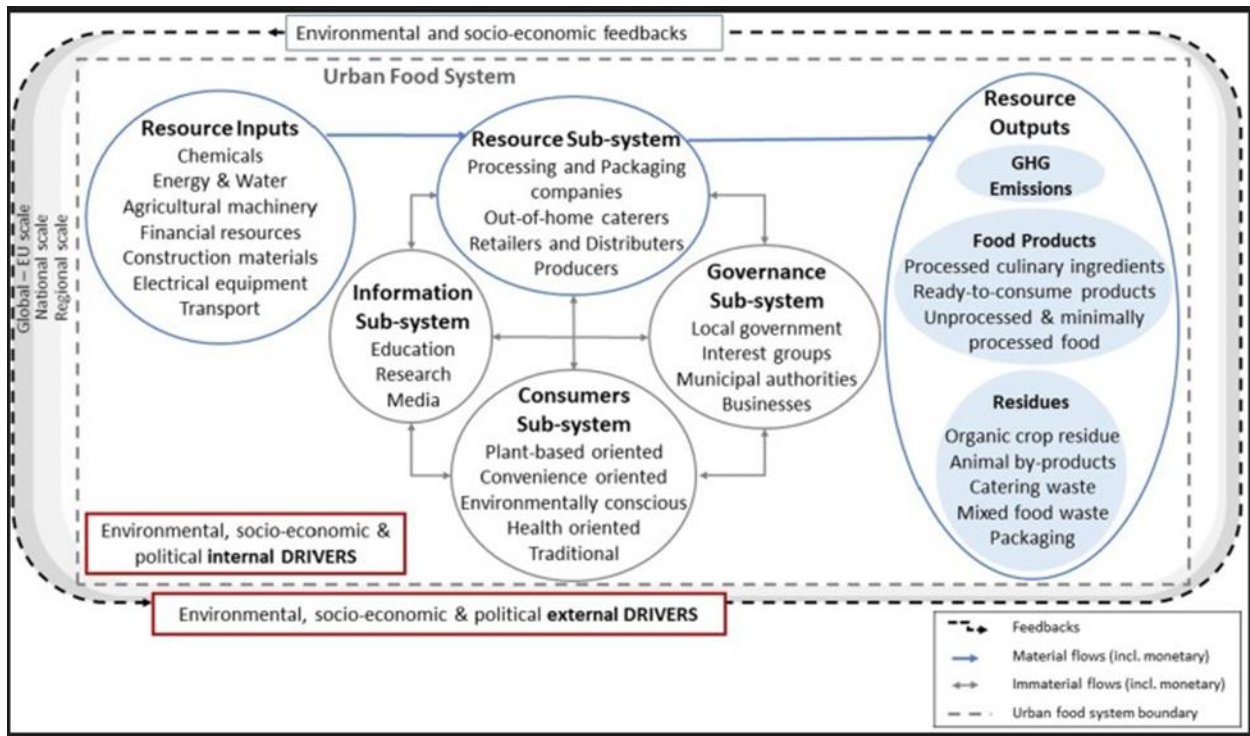 Environmental and socio-economic feedbacks
Urban Food System
Global – EU scale
National scale
Regional scale
Resource Inputs
Chemicals
Energy & Water
Agricultural machinery
Financial resources
Construction materials
Electrical equipment
Transport
Resource Sub-system
Processing and Packaging
companies
Out-of-home caterers
Retailers and Distributers
Producers
Information
Sub-system
Education
Research
Media
Governance
Sub-system
Local government
Interest groups
Municipal authorities
Businesses
Consumers
Sub-system
Plant-based oriented
Convenience oriented
Environmentally conscious
Health oriented
Traditional
Resource
Outputs
GHG
Emissions
Food Products
Processed culinary ingredients
Ready-to-consume products
Unprocessed & minimally
processed food
Residues
Organic crop residue
Animal by-products
Catering waste
Mixed food waste
Packaging
Environmental, socio-economic &
political internal DRIVERS
Environmental, socio-economic & political external DRIVERS
Feedbacks
Material flows (incl. monetary)
Immaterial flows (incl. monetary)
Urban food system boundary